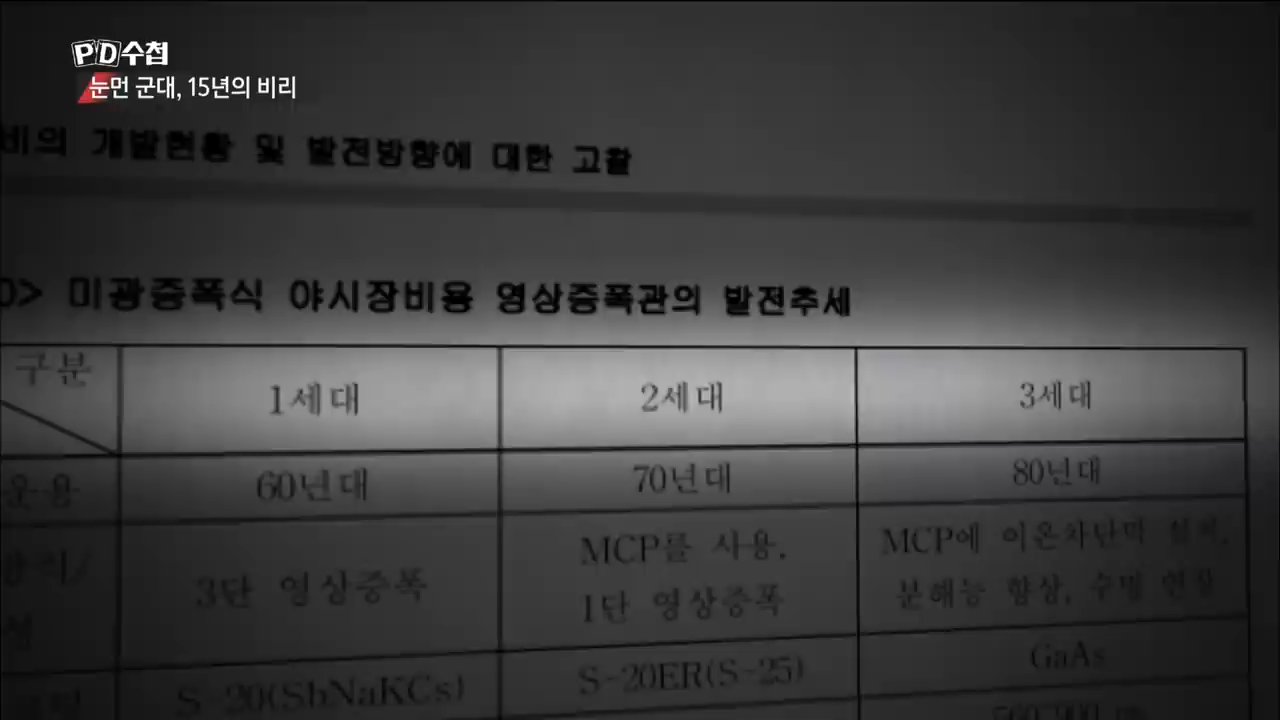 PD수첩
눈먼 군대, 15년의 비리
비의 개발현황 및 발전방향에 대한 고찰
0> 미광증폭식 야시장비용 영상증폭관의 발전추세
구분 1세대 2세대 3세대
운용 60년대 70년대 80년대
MCP를 사용, MCP에 이온차단막 설치,
3단 영상증폭 1단 영상증폭 분해능 향상, 수명 연장
S-20(SbNaKCs) S-20ER(S-25) GaAs